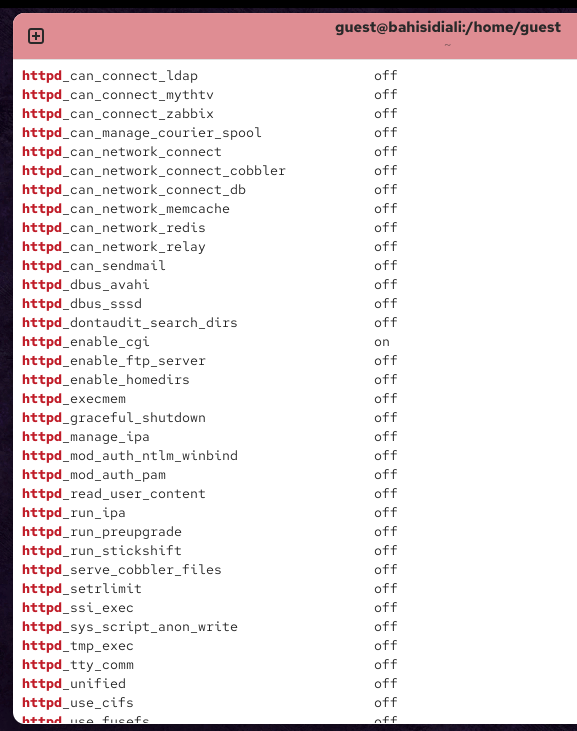 guest@bahisidiali:/home/guest
~
httpd_can_connect_ldap off
httpd_can_connect_mythtv off
httpd_can_connect_zabbix off
httpd_can_manage_courier_spool off
httpd_can_network_connect off
httpd_can_network_connect_cobbler off
httpd_can_network_connect_db off
httpd_can_network_memcache off
httpd_can_network_redis off
httpd_can_network_relay off
httpd_can_sendmail off
httpd_dbus_avahi off
httpd_dbus_sssd off
httpd_dontaudit_search_dirs off
httpd_enable_cgi on
httpd_enable_ftp_server off
httpd_enable_homedirs off
httpd_execmem off
httpd_graceful_shutdown off
httpd_manage_ipa off
httpd_mod_auth_ntlm_winbind off
httpd_mod_auth_pam off
httpd_read_user_content off
httpd_run_ipa off
httpd_run_preupgrade off
httpd_run_stickshift off
httpd_serve_cobbler_files off
httpd_setrlimit off
httpd_ssi_exec off
httpd_sys_script_anon_write off
httpd_tmp_exec off
httpd_tty_comm off
httpd_unified off
httpd_use_cifs off
httpd_use_fusefs off